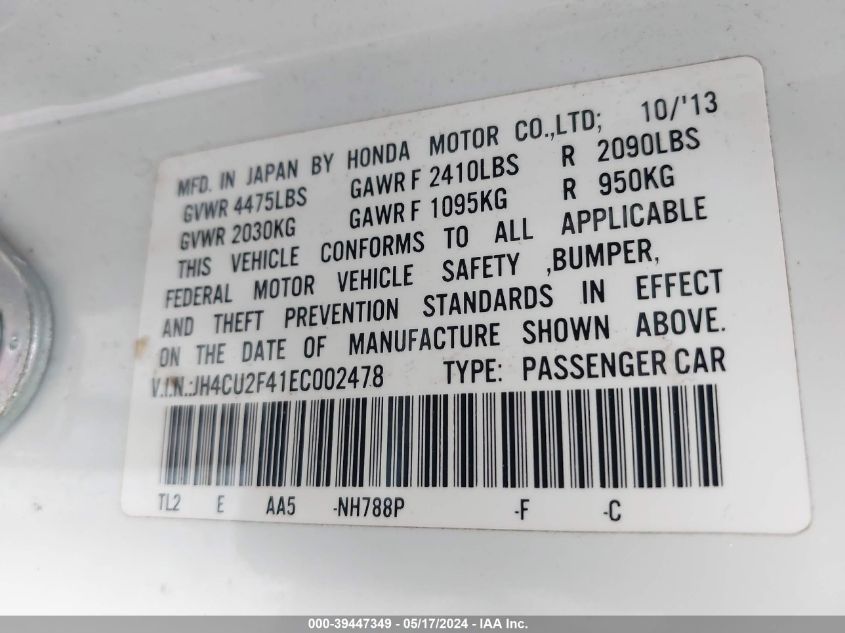 MFD. IN JAPAN BY HONDA MOTOR CO.,LTD; 10/'13
GVWR 4475LBS GAWR F 2410LBS R 2090LBS
GVWR 2030KG GAWR F 1095KG R 950KG
THIS VEHICLE CONFORMS TO ALL APPLICABLE
FEDERAL MOTOR VEHICLE SAFETY ,BUMPER,
AND THEFT PREVENTION STANDARDS IN EFFECT
ON THE DATE OF MANUFACTURE SHOWN ABOVE.
V.I.N.:JH4CU2F41EC002478 TYPE: PASSENGER CAR
TL2 E AA5 -NH788P -F -C
000-39447349 - 05/17/2024 - IAA Inc.